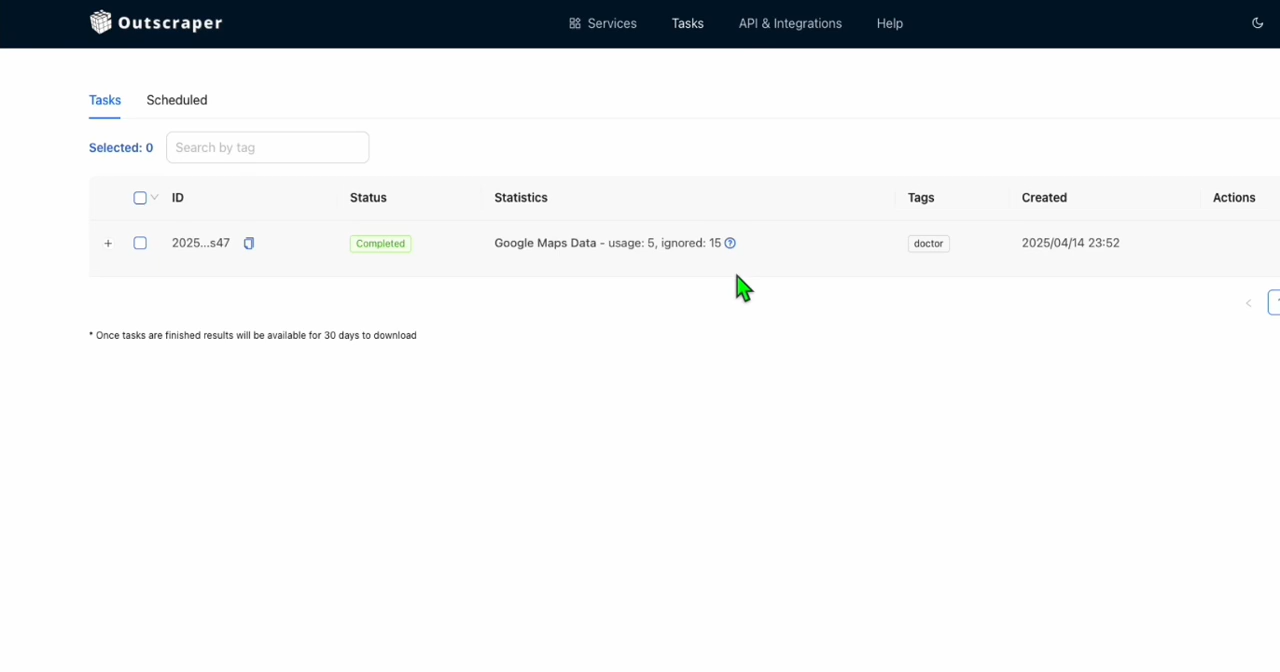 Outscraper
Services Tasks API & Integrations Help
Tasks Scheduled
Selected: 0 Search by tag
ID Status Statistics Tags Created Actions
2025...s47 Completed Google Maps Data - usage: 5, ignored: 15 doctor 2025/04/14 23:52
* Once tasks are finished results will be available for 30 days to download